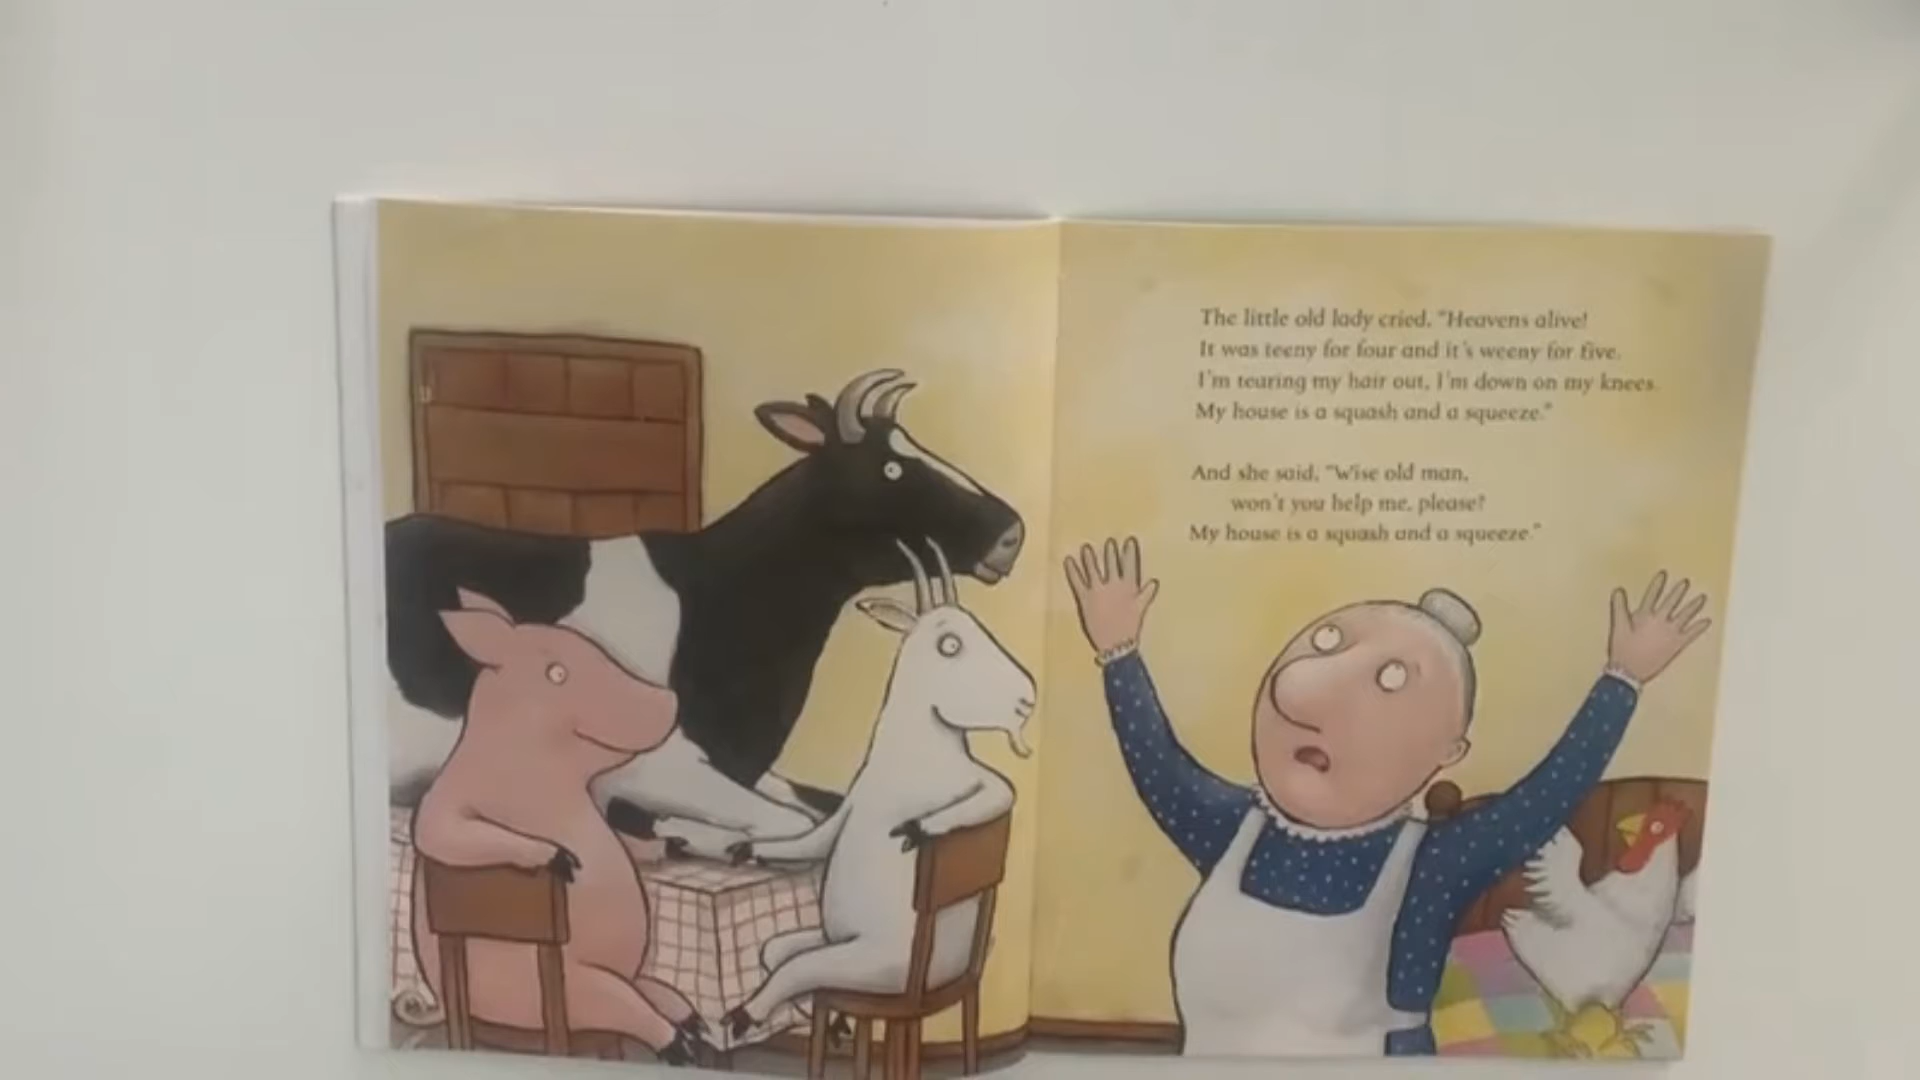 The little old lady cried, "Heavens alive!
It was teeny for four and it's weeny for five.
I'm tearing my hair out, I'm down on my knees.
My house is a squash and a squeeze."
And she said, "Wise old man,
won't you help me, please?
My house is a squash and a squeeze."